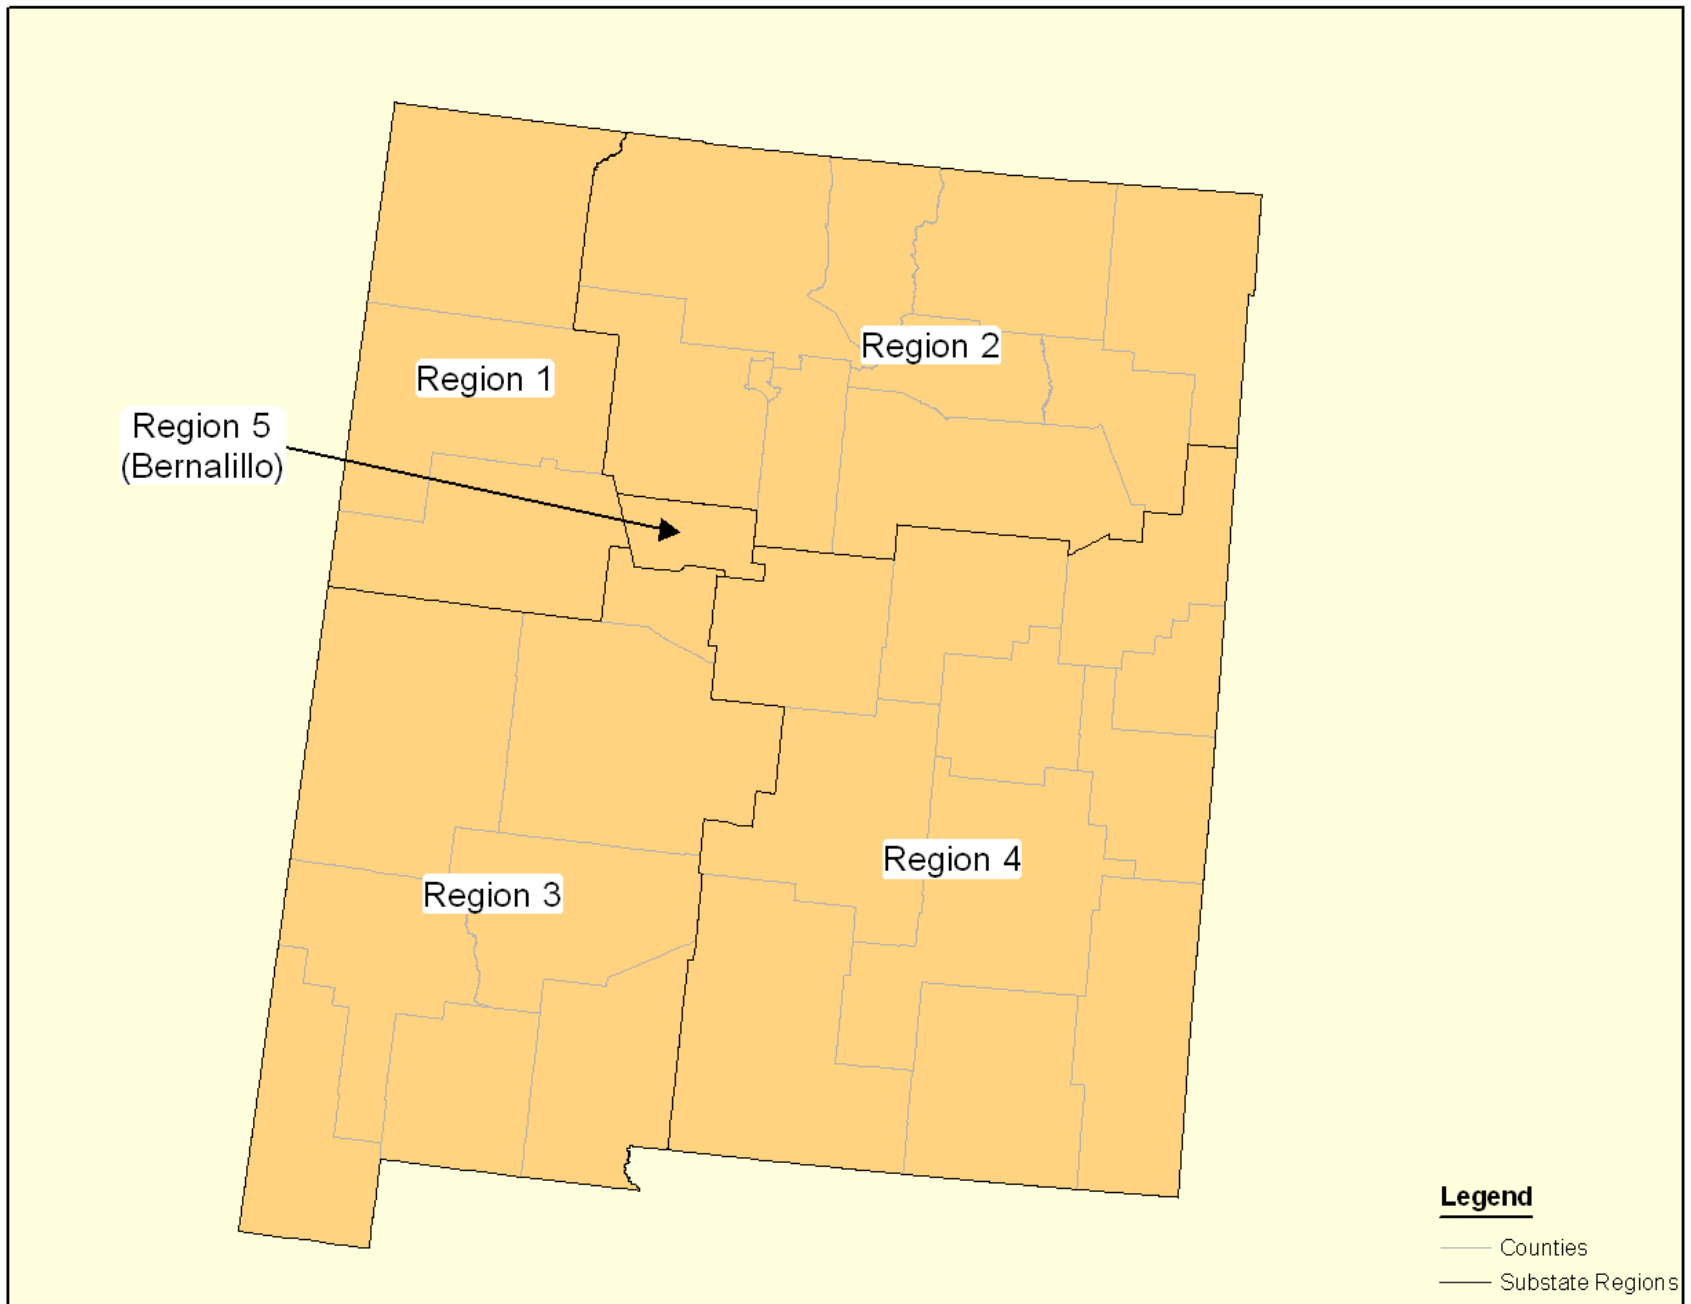 Region 2
Region 1
Region 5
(Bernalillo)
Region 4
Region 3
Legend
Counties
Substate Regions